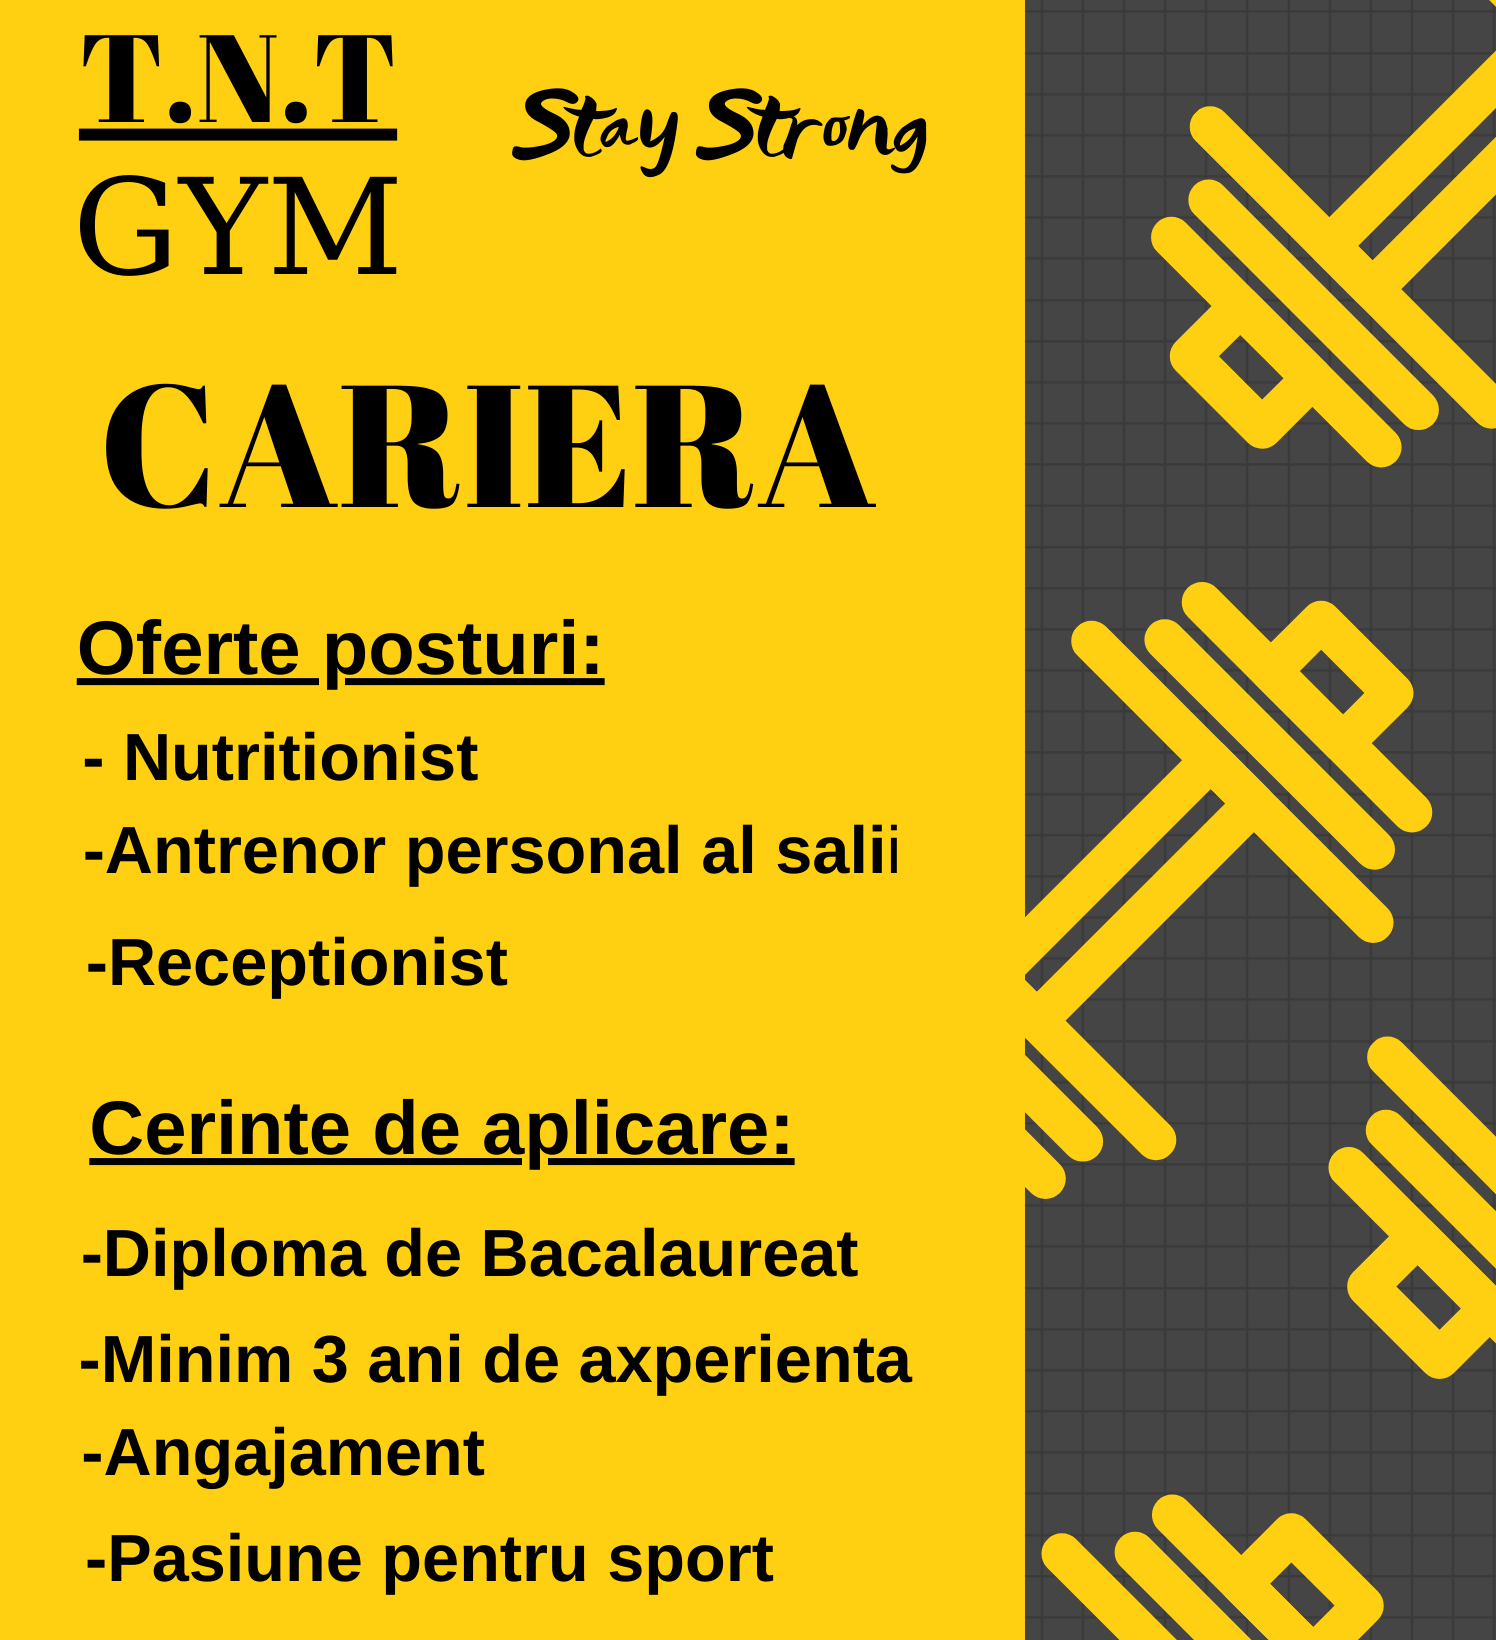 T.N.T
GYM
Stay Strong
CARIERA
Oferte posturi:
- Nutritionist
-Antrenor personal al salii
-Receptionist
Cerinte de aplicare:
-Diploma de Bacalaureat
-Minim 3 ani de axperienta
-Angajament
-Pasiune pentru sport